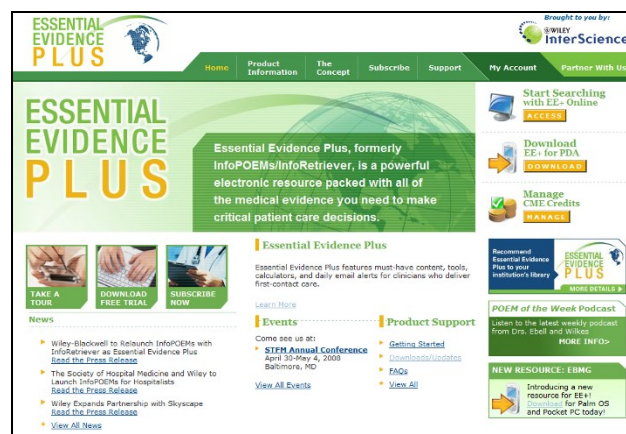 ESSENTIAL
EVIDENCE
PLUS
Brought to you by:
WILEY
InterScience
Home
Product
Information
The
Concept
Subscribe
Support
My Account
Partner With Us
ESSENTIAL
EVIDENCE
PLUS
Essential Evidence Plus, formerly
InfoPOEMs/InfoRetriever, is a powerful
electronic resource packed with all of
the medical evidence you need to make
critical patient care decisions.
Start Searching
with EE+ Online
ACCESS
Download
EE+ for PDA
DOWNLOAD
Manage
CME Credits
MANAGE
TAKE A
TOUR
DOWNLOAD
FREE TRIAL
SUBSCRIBE
NOW
Essential Evidence Plus
Essential Evidence Plus features must-have content, tools,
calculators, and daily email alerts for clinicians who deliver
first-contact care.
Learn More
Recommend
Essential Evidence
Plus to your
institution's library
ESSENTIAL
EVIDENCE
PLUS
MORE DETAILS
News
Wiley-Blackwell to Relaunch InfoPOEMs with
InfoRetriever as Essential Evidence Plus
Read the Press Release
The Society of Hospital Medicine and Wiley to
Launch InfoPOEMs for Hospitalists
Read the Press Release
Wiley Expands Partnership with Skyscape
Read the Press Release
View All News
Events
Come see us at:
STFM Annual Conference
April 30-May 4, 2008
Baltimore, MD
View All Events
Product Support
Getting Started
Downloads/Updates
FAQs
View All
POEM of the Week Podcast
Listen to the latest weekly podcast
from Drs. Ebell and Wilkes
MORE INFO>
NEW RESOURCE: EBMG
Introducing a new
resource for EE+!
Download for Palm OS
and Pocket PC today!